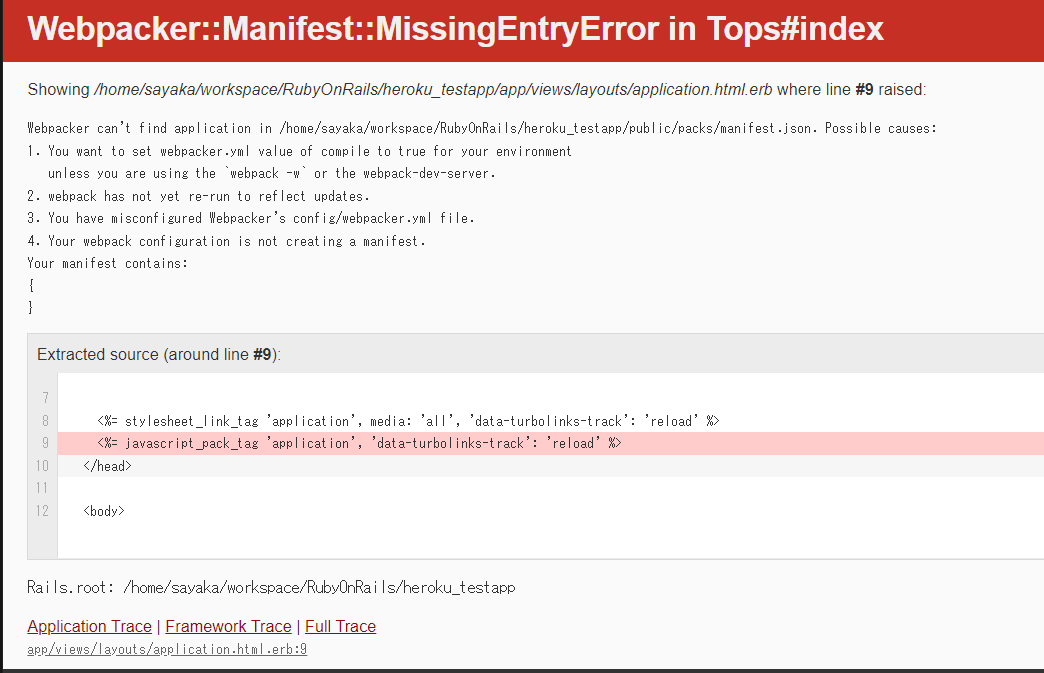 Webpacker::Manifest::MissingEntryError in Tops#index
Showing /home/sayaka/workspace/RubyOnRails/heroku_testapp/app/views/layouts/application.html.erb where line #9 raised:
Webpacker can't find application in /home/sayaka/workspace/RubyOnRails/heroku_testapp/public/packs/manifest.json. Possible causes:
1. You want to set webpacker.yml value of compile to true for your environment
unless you are using the `webpack -w` or the webpack-dev-server.
2. webpack has not yet re-run to reflect updates.
3. You have misconfigured Webpacker's config/webpacker.yml file.
4. Your webpack configuration is not creating a manifest.
Your manifest contains:
{
}
Extracted source (around line #9):
7
8 <%= stylesheet_link_tag 'application', media: 'all', 'data-turbolinks-track': 'reload' %>
9 <%= javascript_pack_tag 'application', 'data-turbolinks-track': 'reload' %>
10 </head>
11
12 <body>
Rails.root: /home/sayaka/workspace/RubyOnRails/heroku_testapp
Application Trace | Framework Trace | Full Trace
app/views/layouts/application.html.erb:9